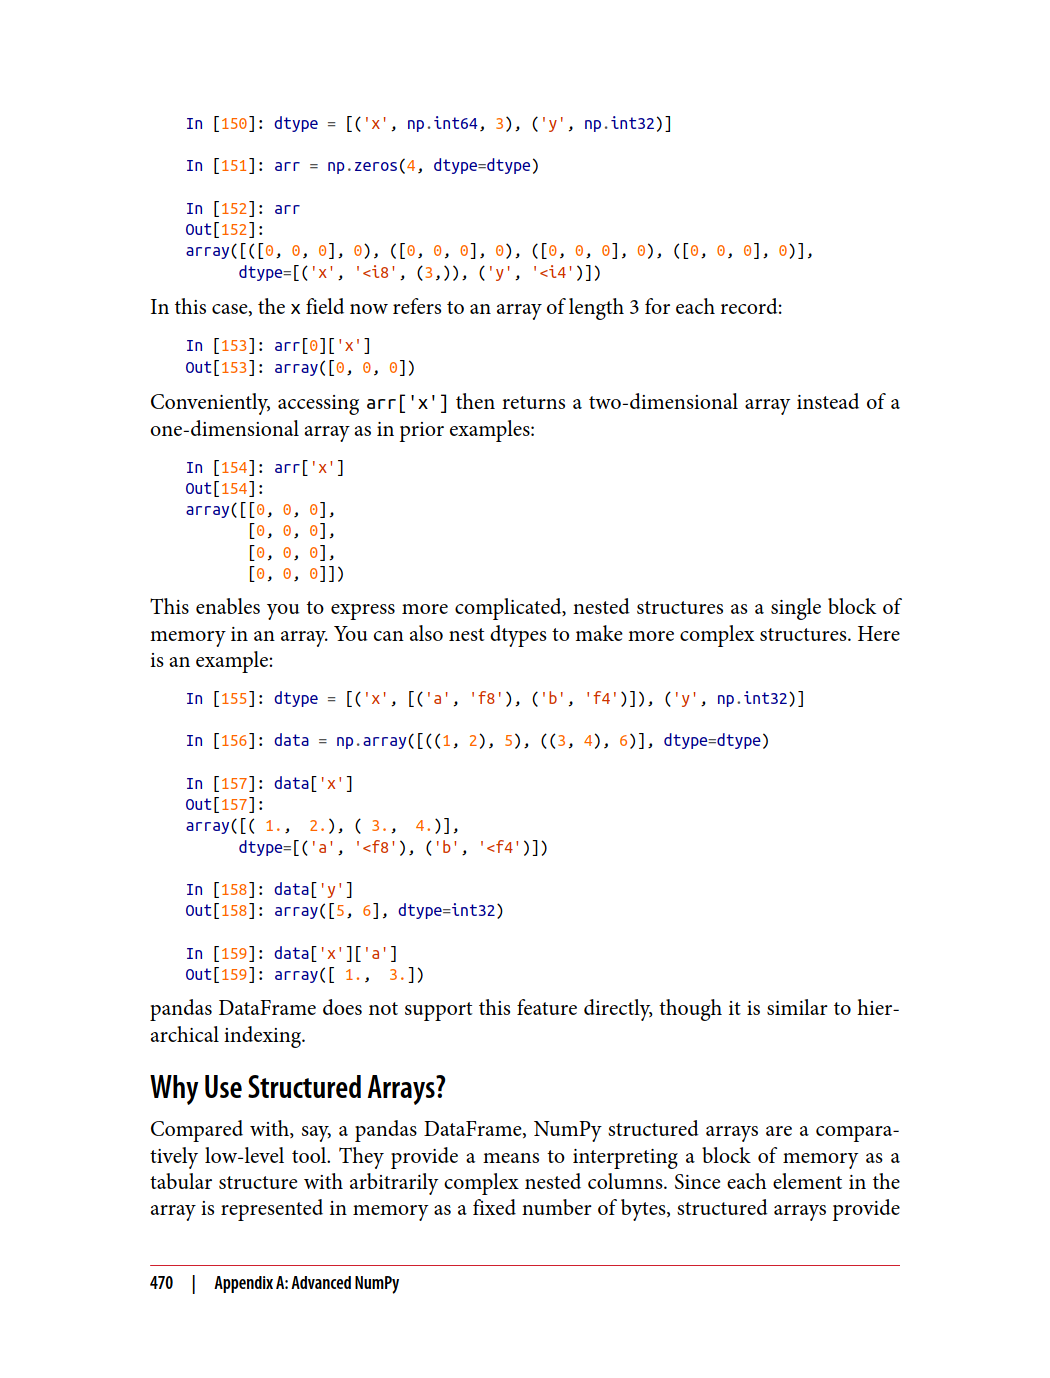 In [150]: dtype = [('x', np.int64, 3), ('y', np.int32)]
In [151]: arr = np.zeros(4, dtype=dtype)
In [152]: arr
Out[152]:
array([([0, 0, 0], 0), ([0, 0, 0], 0), ([0, 0, 0], 0), ([0, 0, 0], 0)],
      dtype=[('x', '<i8', (3,)), ('y', '<i4')])
In this case, the x field now refers to an array of length 3 for each record:
In [153]: arr[0]['x']
Out[153]: array([0, 0, 0])
Conveniently, accessing arr['x'] then returns a two-dimensional array instead of a
one-dimensional array as in prior examples:
In [154]: arr['x']
Out[154]:
array([[0, 0, 0],
       [0, 0, 0],
       [0, 0, 0],
       [0, 0, 0]])
This enables you to express more complicated, nested structures as a single block of
memory in an array. You can also nest dtypes to make more complex structures. Here
is an example:
In [155]: dtype = [('x', [('a', 'f8'), ('b', 'f4')]), ('y', np.int32)]
In [156]: data = np.array([((1, 2), 5), ((3, 4), 6)], dtype=dtype)
In [157]: data['x']
Out[157]:
array([( 1.,  2.), ( 3.,  4.)],
      dtype=[('a', '<f8'), ('b', '<f4')])
In [158]: data['y']
Out[158]: array([5, 6], dtype=int32)
In [159]: data['x']['a']
Out[159]: array([ 1.,  3.])
pandas DataFrame does not support this feature directly, though it is similar to hier-
archical indexing.
Why Use Structured Arrays?
Compared with, say, a pandas DataFrame, NumPy structured arrays are a compara-
tively low-level tool. They provide a means to interpreting a block of memory as a
tabular structure with arbitrarily complex nested columns. Since each element in the
array is represented in memory as a fixed number of bytes, structured arrays provide
470 | Appendix A: Advanced NumPy